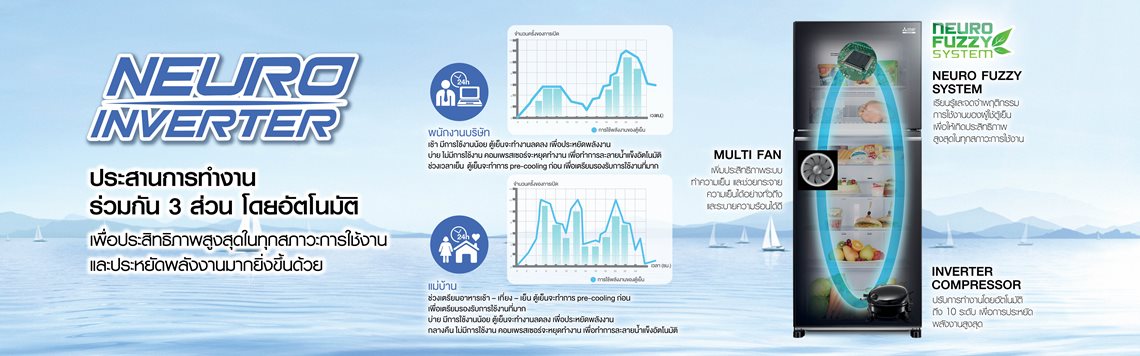 NEURO
INVERTER
ประสานการทำงาน
ร่วมกัน 3 ส่วน โดยอัตโนมัติ
เพื่อประสิทธิภาพสูงสุดในทุกสภาวะการใช้งาน
และประหยัดพลังงานมากยิ่งขึ้นด้วย
24h
พนักงานบริษัท
จำนวนครั้งของการเปิด
การใช้พลังงานของตู้เย็น
เช้า มีการใช้งานน้อย ตู้เย็นจะทำงานลดลง เพื่อประหยัดพลังงาน
บ่าย ไม่มีการใช้งาน คอมเพรสเซอร์จะหยุดทำงาน เพื่อทำการละลายน้ำแข็งอัตโนมัติ
ช่วงเวลาเย็น ตู้เย็นจะทำการ pre-cooling ก่อน เพื่อเตรียมรองรับการใช้งานที่มาก
24h
แม่บ้าน
จำนวนครั้งของการเปิด
เวลา (ชม.)
การใช้พลังงานของตู้เย็น
ช่วงเตรียมอาหารเช้า – เที่ยง – เย็น ตู้เย็นจะทำการ pre-cooling ก่อน
เพื่อเตรียมรองรับการใช้งานที่มาก
บ่าย มีการใช้งานน้อย ตู้เย็นจะทำงานลดลง เพื่อประหยัดพลังงาน
กลางคืน ไม่มีการใช้งาน คอมเพรสเซอร์จะหยุดทำงาน เพื่อทำการละลายน้ำแข็งอัตโนมัติ
MULTI FAN
เพิ่มประสิทธิภาพระบบ
ทำความเย็น และช่วยกระจาย
ความเย็นได้อย่างทั่วถึง
และระบายความร้อนได้ดี
NEURO
FUZZY
SYSTEM
NEURO FUZZY
SYSTEM
เรียนรู้และจดจำพฤติกรรม
การใช้งานของผู้ใช้ตู้เย็น
เพื่อให้เกิดประสิทธิภาพ
สูงสุดในทุกสภาวะการใช้งาน
INVERTER
COMPRESSOR
ปรับการทำงานโดยอัตโนมัติ
ถึง 10 ระดับ เพื่อการประหยัด
พลังงานสูงสุด